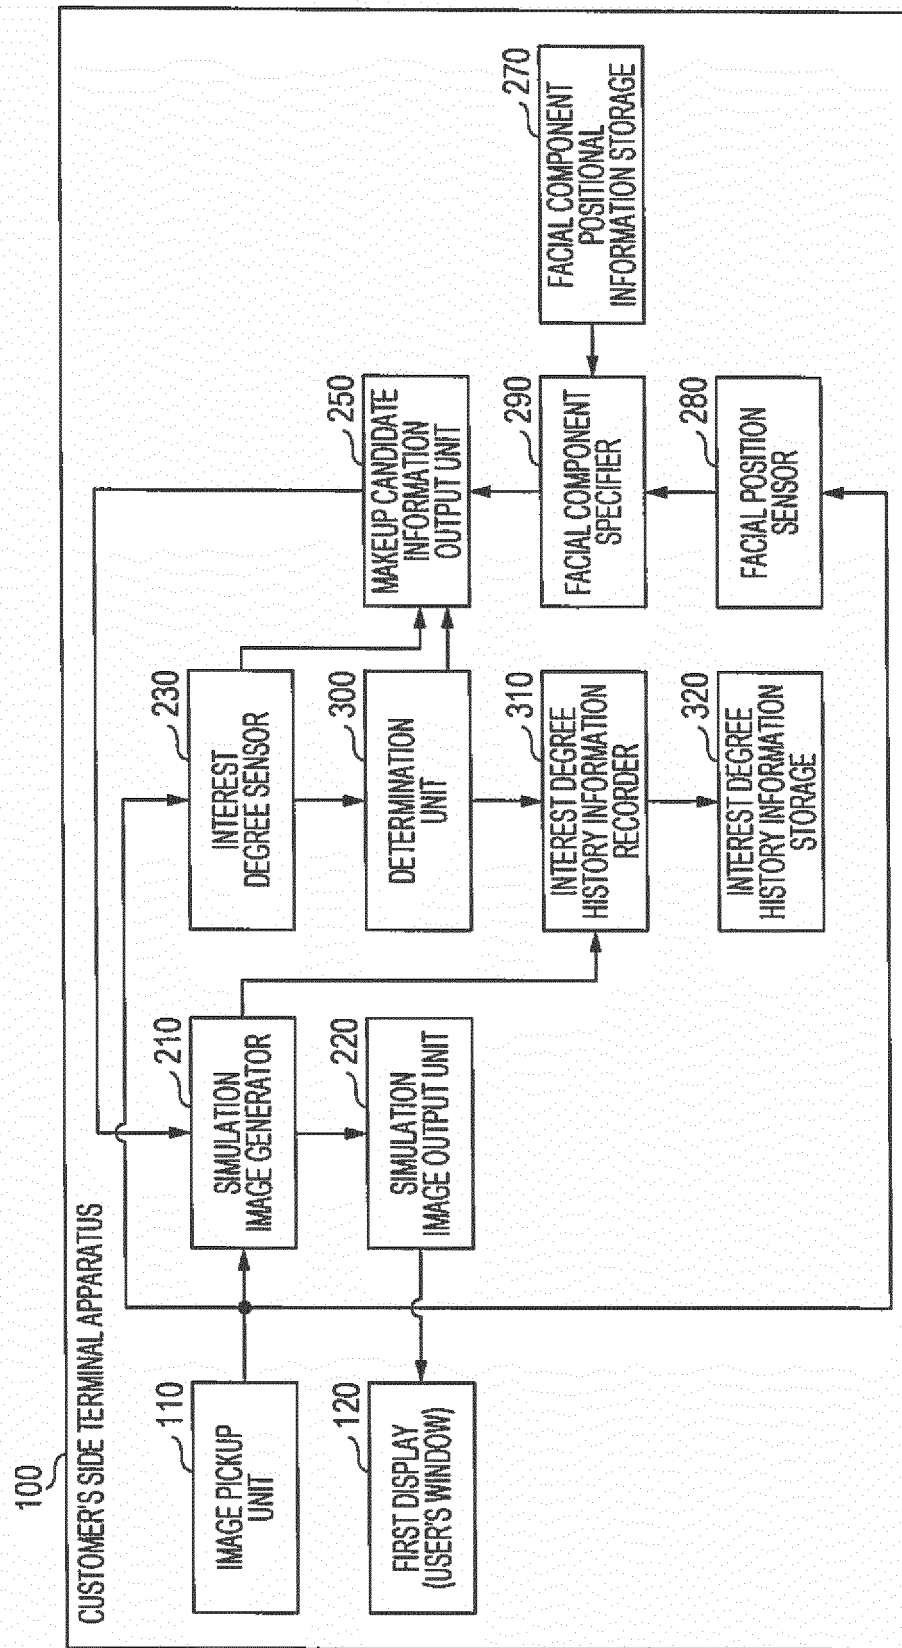 100
CUSTOMER'S SIDE TERMINAL APPARATUS
110
IMAGE PICKUP
UNIT
120
FIRST DISPLAY
(USER'S WINDOW)
210
SIMULATION
IMAGE GENERATOR
220
SIMULATION
IMAGE OUTPUT UNIT
230
INTEREST
DEGREE SENSOR
300
DETERMINATION
UNIT
310
INTEREST DEGREE
HISTORY INFORMATION
RECORDER
320
INTEREST DEGREE
HISTORY INFORMATION
STORAGE
250
MAKEUP CANDIDATE
INFORMATION
OUTPUT UNIT
290
FACIAL COMPONENT
SPECIFIER
280
FACIAL POSITION
SENSOR
270
FACIAL COMPONENT
POSITIONAL
INFORMATION STORAGE